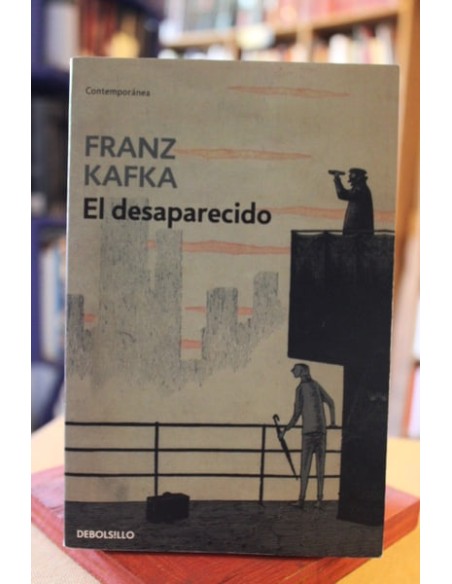 Contemporánea
FRANZ
KAFKA
El desaparecido
DEBOLSILLO